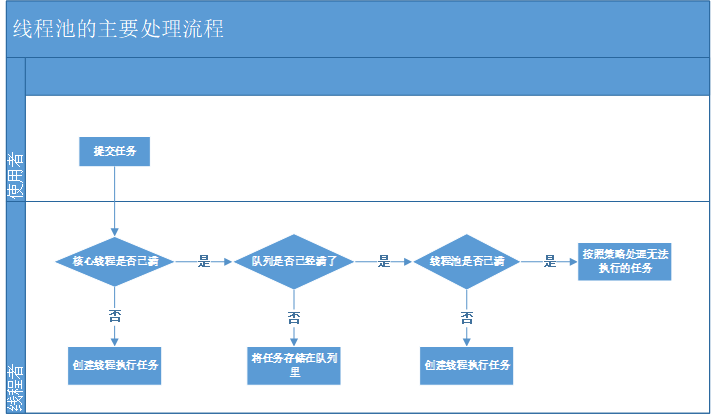 线程池的主要处理流程
使用者
提交任务
线程者
核心线程是否已满
是
队列是否已经满了
是
线程池是否已满
是
按照策略处理无法
执行的任务
否
否
否
创建线程执行任务
将任务存储在队列
里
创建线程执行任务